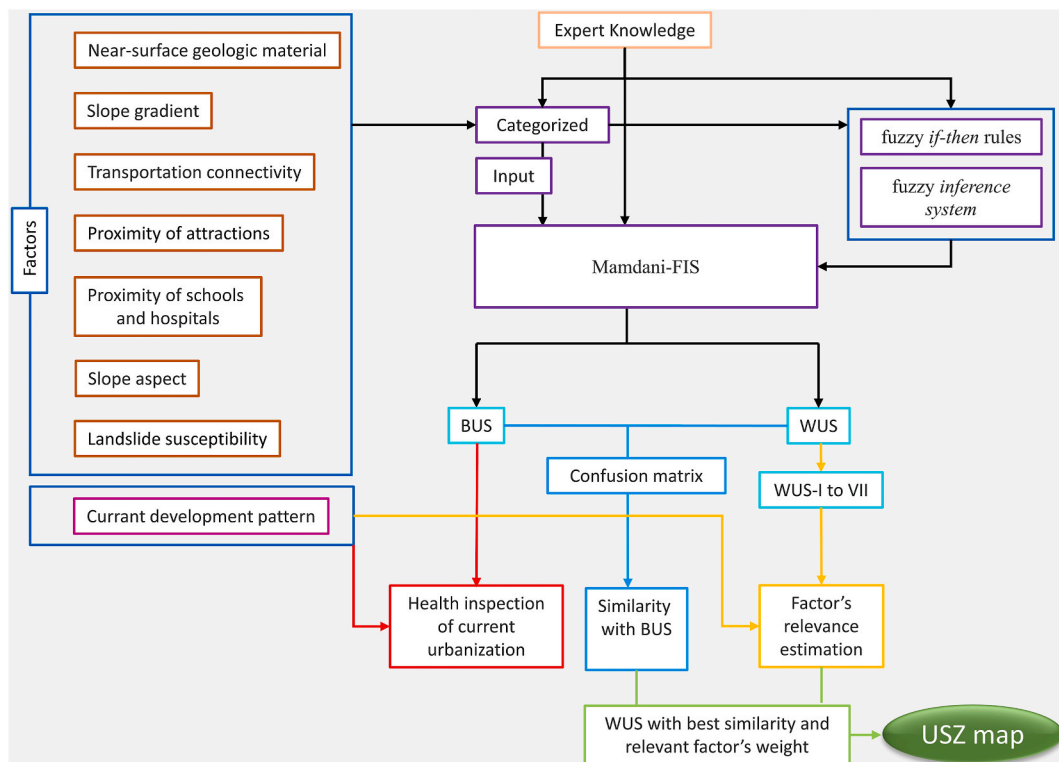 Expert Knowledge
Near-surface geologic material
Slope gradient
Transportation connectivity
Proximity of attractions
Proximity of schools
and hospitals
Slope aspect
Landslide susceptibility
Factors
Currant development pattern
Categorized
Input
fuzzy if-then rules
fuzzy inference
system
Mamdani-FIS
BUS
WUS
Confusion matrix
WUS-I to VII
Health inspection
of current
urbanization
Similarity
with BUS
Factor’s
relevance
estimation
WUS with best similarity and
relevant factor’s weight
USZ map